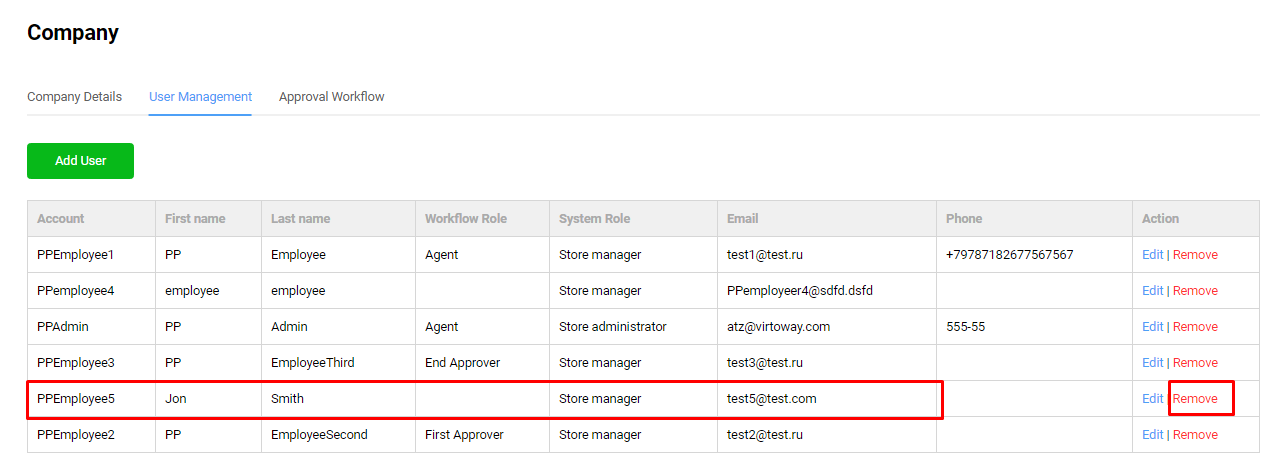 Company
Company Details User Management Approval Workflow
Add User
Account First name Last name Workflow Role System Role Email Phone Action
PPEmployee1 PP Employee Agent Store manager test1@test.ru +79787182677567567 Edit | Remove
PPemployee4 employee employee Store manager PPemployeer4@sdfd.dsfd Edit | Remove
PPAdmin PP Admin Agent Store administrator atz@virtoway.com 555-55 Edit | Remove
PPEmployee3 PP EmployeeThird End Approver Store manager test3@test.ru Edit | Remove
PPEmployee5 Jon Smith Store manager test5@test.com Edit | Remove
PPEmployee2 PP EmployeeSecond First Approver Store manager test2@test.ru Edit | Remove